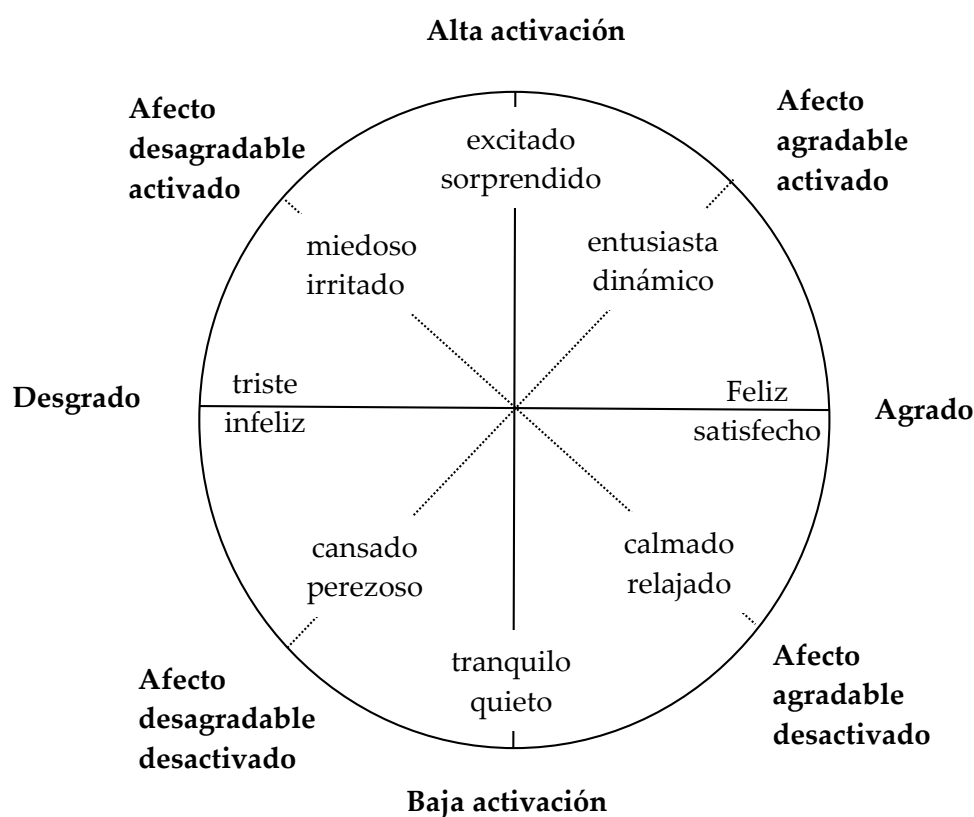 Alta activación
Afecto
desagradable
activado
excitado
sorprendido
Afecto
agradable
activado
miedoso
irritado
entusiasta
dinámico
Desgrado
triste
infeliz
Feliz
satisfecho
Agrado
cansado
perezoso
calmado
relajado
Afecto
desagradable
desactivado
tranquilo
quieto
Afecto
agradable
desactivado
Baja activación